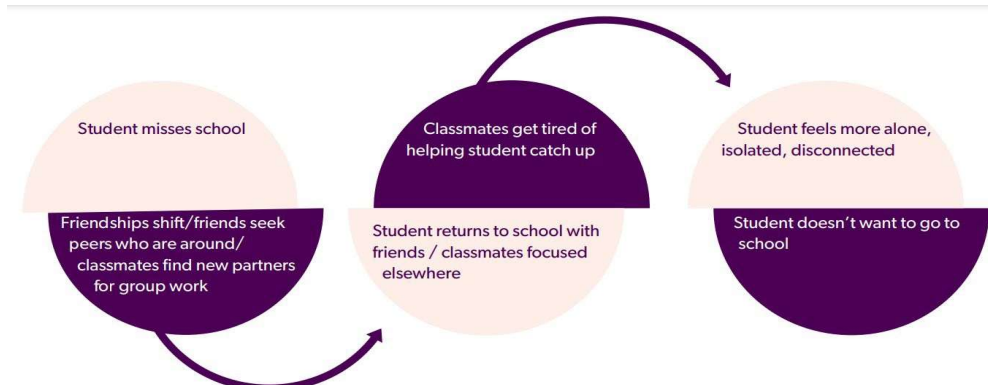 Student misses school
Friendships shift/friends seek
peers who are around/
classmates find new partners
for group work
Classmates get tired of
helping student catch up
Student returns to school with
friends / classmates focused
elsewhere
Student feels more alone,
isolated, disconnected
Student doesn’t want to go to
school